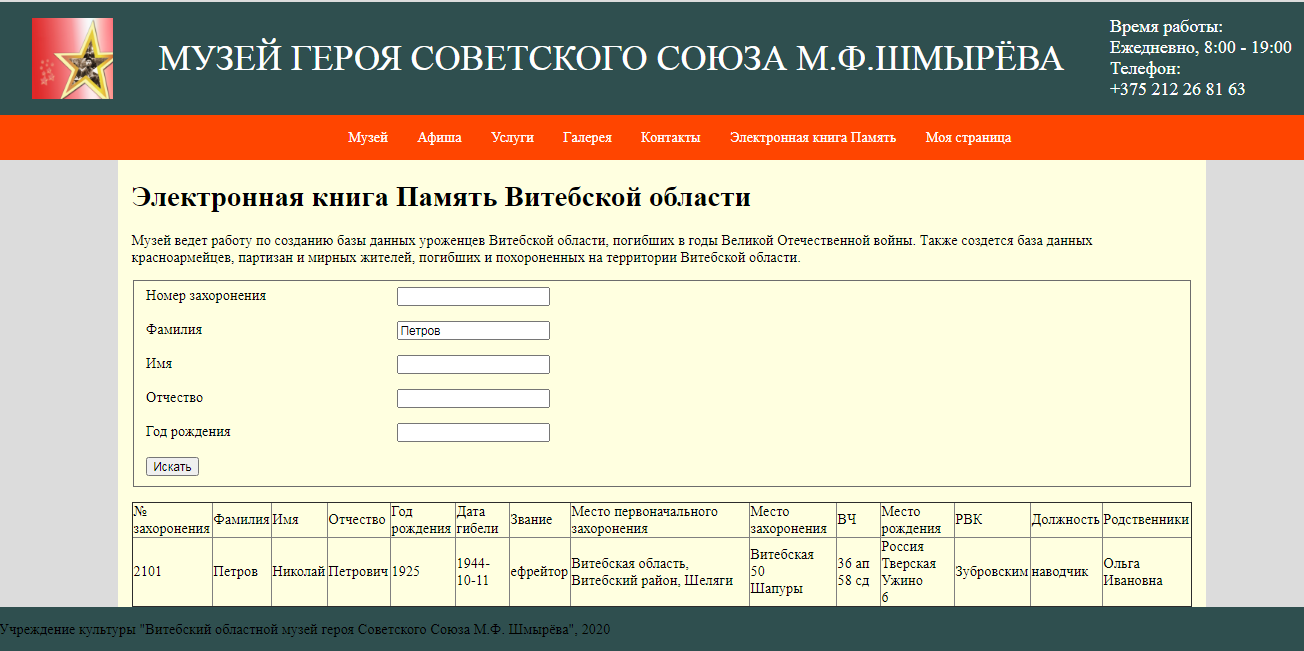 МУЗЕЙ ГЕРОЯ СОВЕТСКОГО СОЮЗА М.Ф.ШМЫРЁВА
Время работы:
Ежедневно, 8:00 - 19:00
Телефон:
+375 212 26 81 63
Музей Афиша Услуги Галерея Контакты Электронная книга Память Моя страница
Электронная книга Память Витебской области
Музей ведет работу по созданию базы данных уроженцев Витебской области, погибших в годы Великой Отечественной войны. Также создется база данных
красноармейцев, партизан и мирных жителей, погибших и похороненных на территории Витебской области.
Номер захоронения
Фамилия Петров
Имя
Отчество
Год рождения
Искать
№ захоронения Фамилия Имя Отчество Год рождения Дата гибели Звание Место первоначального захоронения Место захоронения ВЧ Место рождения РВК Должность Родственники
2101 Петров Николай Петрович 1925 1944-10-11 ефрейтор Витебская область, Витебский район, Шеляги Витебская 50 Шапуры 36 ап 58 сд Россия Тверская Ужино 6 Зубровским наводчик Ольга Ивановна
Учреждение культуры "Витебский областной музей героя Советского Союза М.Ф. Шмырёва", 2020